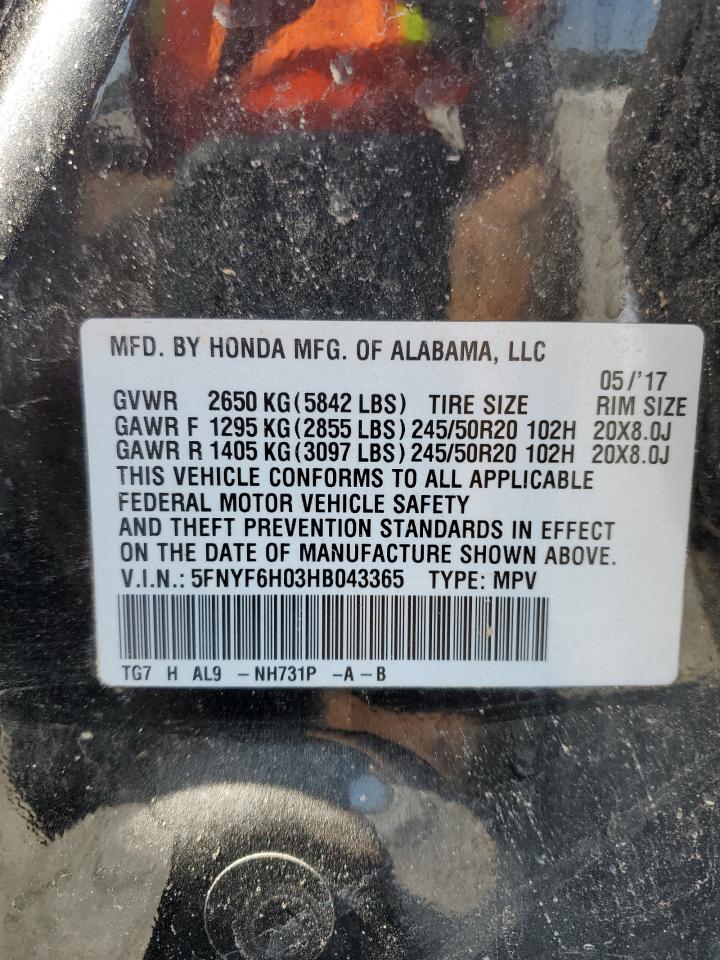 MFD. BY HONDA MFG. OF ALABAMA, LLC
05/'17
GVWR 2650 KG (5842 LBS) TIRE SIZE RIM SIZE
GAWR F 1295 KG (2855 LBS) 245/50R20 102H 20X8.0J
GAWR R 1405 KG (3097 LBS) 245/50R20 102H 20X8.0J
THIS VEHICLE CONFORMS TO ALL APPLICABLE
FEDERAL MOTOR VEHICLE SAFETY
AND THEFT PREVENTION STANDARDS IN EFFECT
ON THE DATE OF MANUFACTURE SHOWN ABOVE.
V.I.N.: 5FNYF6H03HB043365 TYPE: MPV
TG7 H AL9 -NH731P -A-B